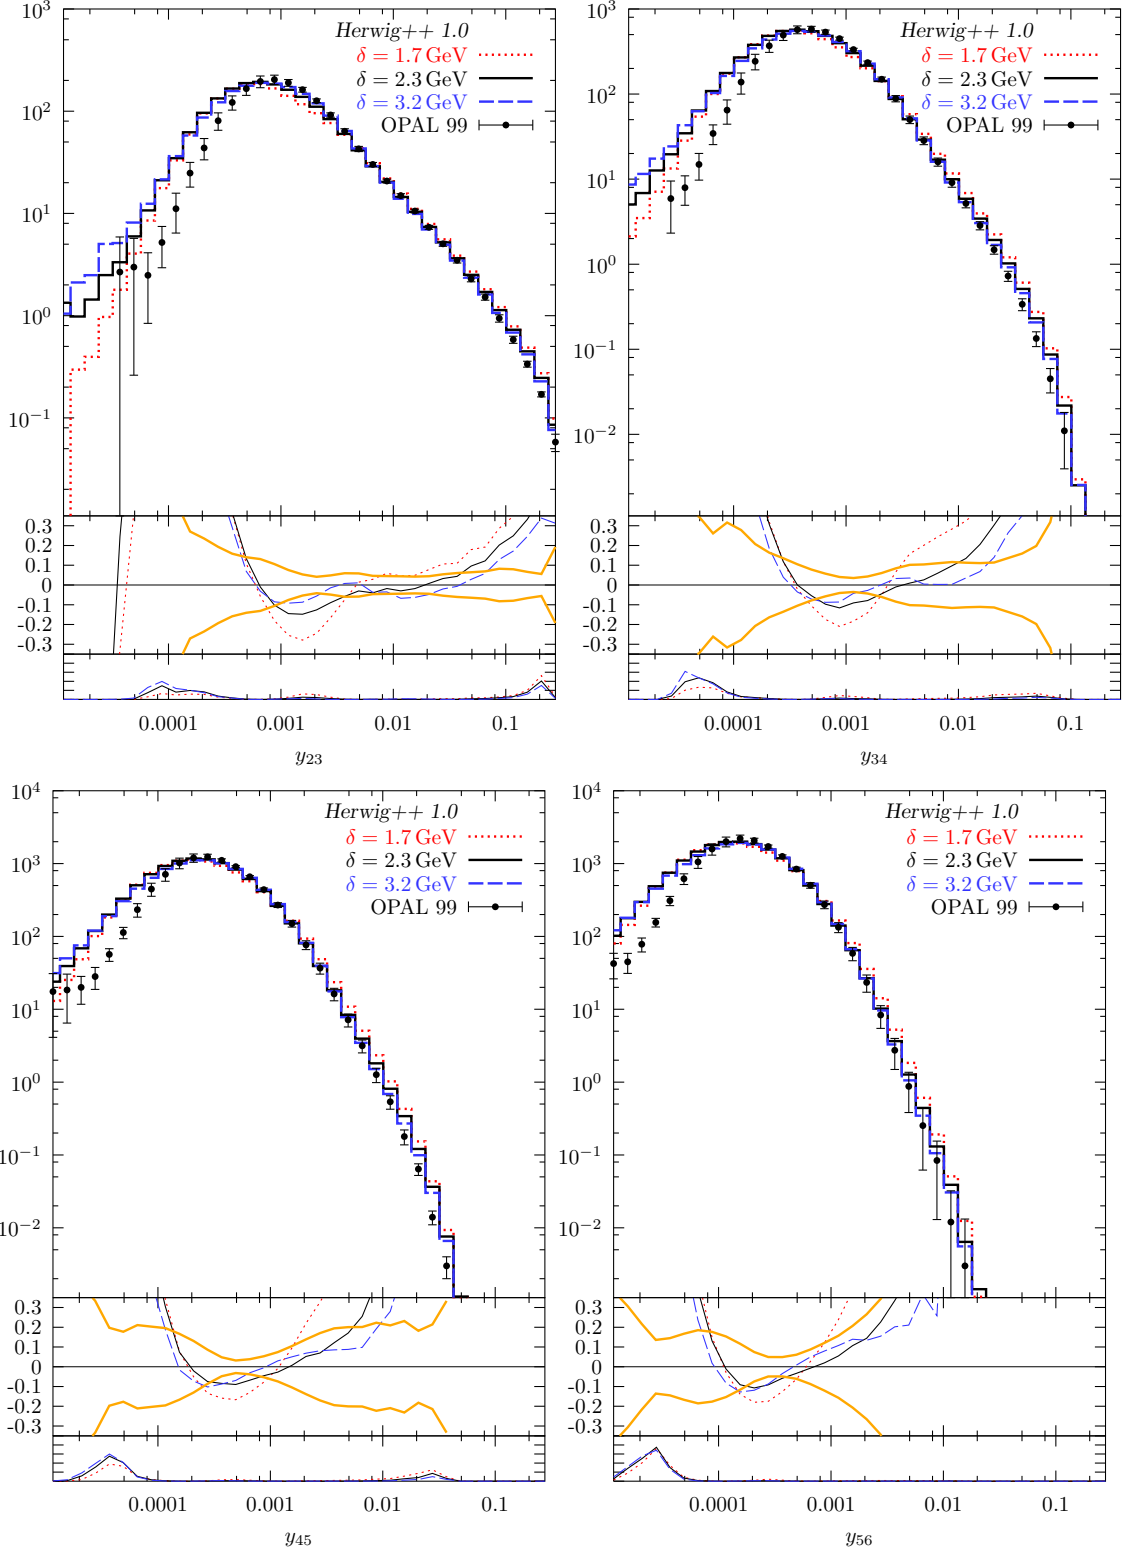 10³
10²
10¹
10⁰
10⁻¹
Herwig++ 1.0
δ = 1.7 GeV
δ = 2.3 GeV
δ = 3.2 GeV
OPAL 99
0.3
0.2
0.1
0
-0.1
-0.2
-0.3
0.0001 0.001 0.01 0.1
y₂₃
10³
10²
10¹
10⁰
10⁻¹
10⁻²
Herwig++ 1.0
δ = 1.7 GeV
δ = 2.3 GeV
δ = 3.2 GeV
OPAL 99
0.3
0.2
0.1
0
-0.1
-0.2
-0.3
0.0001 0.001 0.01 0.1
y₃₄
10⁴
10³
10²
10¹
10⁰
10⁻¹
10⁻²
Herwig++ 1.0
δ = 1.7 GeV
δ = 2.3 GeV
δ = 3.2 GeV
OPAL 99
0.3
0.2
0.1
0
-0.1
-0.2
-0.3
0.0001 0.001 0.01 0.1
y₄₅
10⁴
10³
10²
10¹
10⁰
10⁻¹
10⁻²
Herwig++ 1.0
δ = 1.7 GeV
δ = 2.3 GeV
δ = 3.2 GeV
OPAL 99
0.3
0.2
0.1
0
-0.1
-0.2
-0.3
0.0001 0.001 0.01 0.1
y₅₆